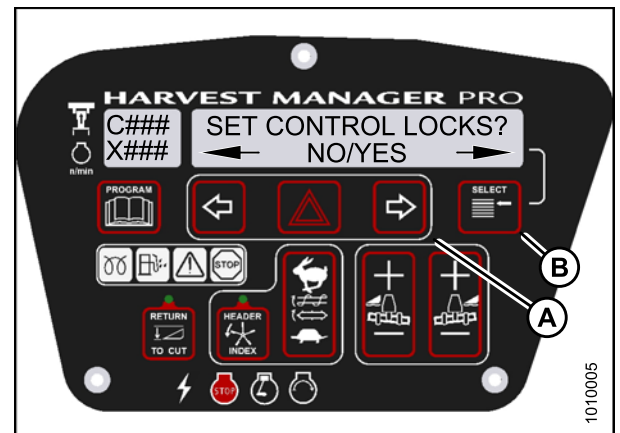 HARVEST MANAGER PRO
C###
X###
n/min
SET CONTROL LOCKS?
NO/YES
PROGRAM
SELECT
B
A
STOP
RETURN
TO CUT
HEADER
INDEX
STOP
1010005